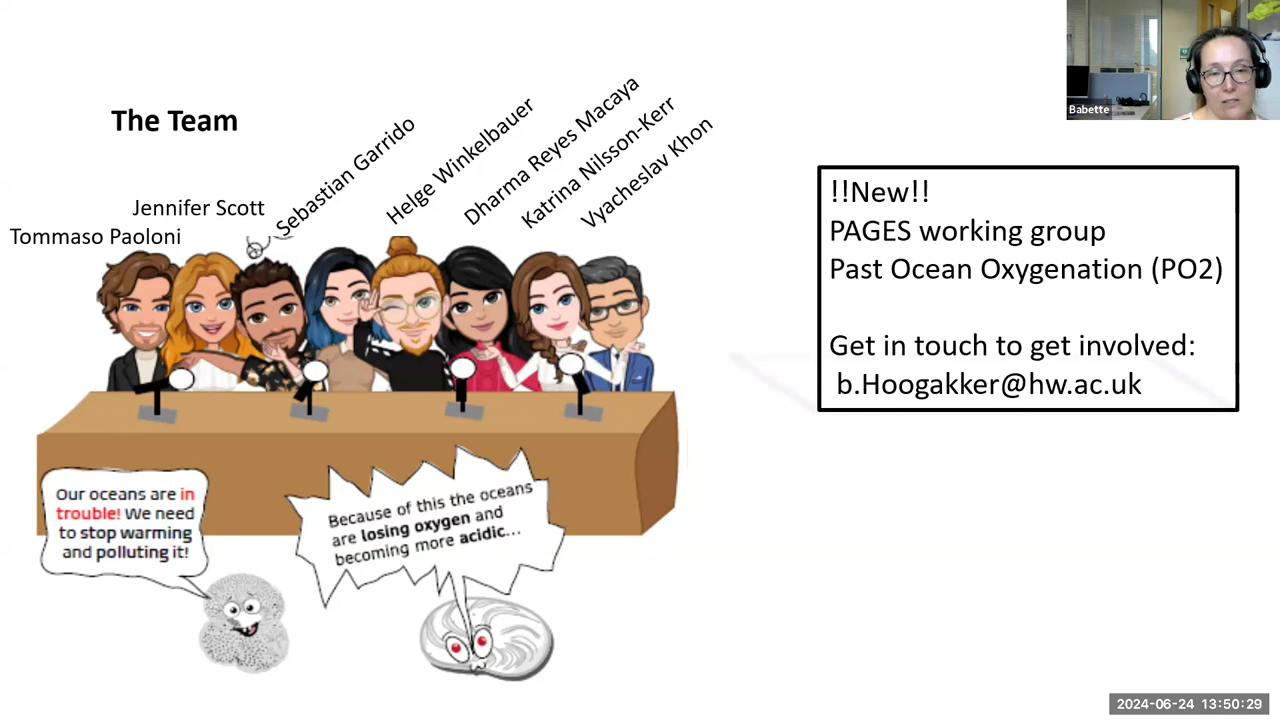 Babette
The Team
Tommaso Paoloni
Jennifer Scott
Sebastian Garrido
Helge Winkelbauer
Dharma Reyes Macaya
Katrina Nilsson-Kerr
Vyacheslav Khon
!!New!!
PAGES working group
Past Ocean Oxygenation (PO2)
Get in touch to get involved:
b.Hoogakker@hw.ac.uk
Our oceans are in
trouble! We need
to stop warming
and polluting it!
Because of this the oceans
are losing oxygen and
becoming more acidic...
2024-06-24 13:50:29